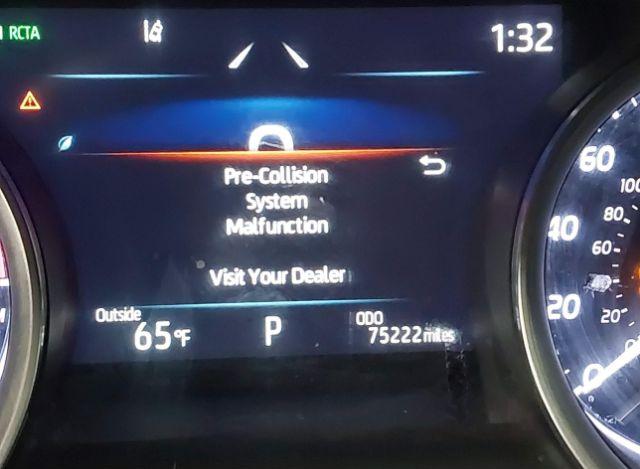 RCTA
1:32
Pre-Collision
System
Malfunction
Visit Your Dealer
Outside
65°F
P
ODO
75222 miles
60
40
20
0
100
80
60
20